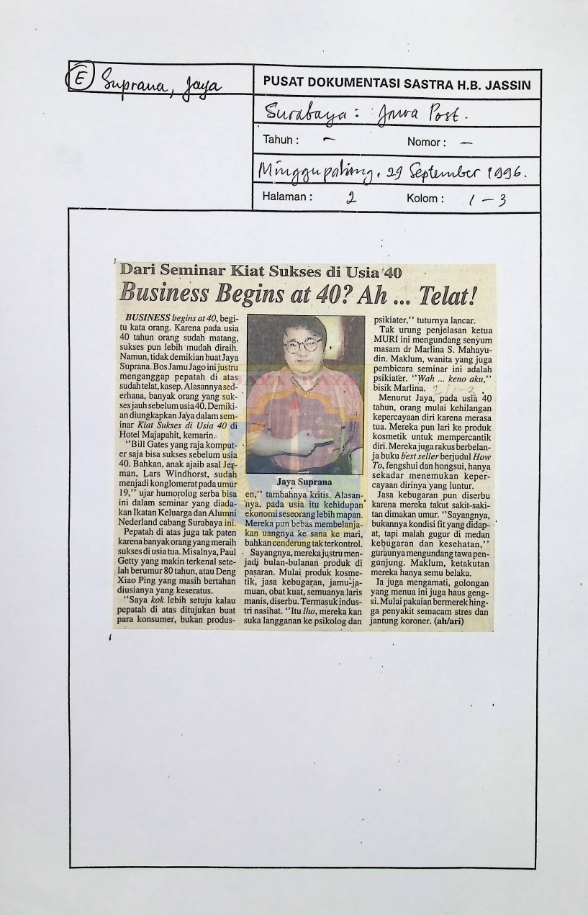 (E) Suprana, Jaya
PUSAT DOKUMENTASI SASTRA H.B. JASSIN
Surabaya: Jawa Post.
Tahuh : – Nomor : –
Minggu pahing, 29 September 1996.
Halaman : 2 Kolom : 1 – 3
Dari Seminar Kiat Sukses di Usia 40
Business Begins at 40? Ah ... Telat!
BUSINESS begins at 40, begi-
tu kata orang. Karena pada usia
40 tahun orang sudah matang,
sukses pun lebih mudah diraih.
Namun, tidak demikian buat Jaya
Suprana. Bos Jamu Jago ini justru
menganggap pepatah di atas
sudah telat, kasep. Alasannya sed-
erhana, banyak orang yang suk-
ses jauh sebelum usia 40. Demiki-
an diungkapkan Jaya dalam sem-
inar Kiat Sukses di Usia 40 di
Hotel Majapahit, kemarin.
"Bill Gates yang raja komput-
er saja bisa sukses sebelum usia
40. Bahkan, anak ajaib asal Jer-
man, Lars Windhorst, sudah
menjadi konglomerat pada umur
19," ujar humorolog serba bisa
ini dalam seminar yang diada-
kan Ikatan Keluarga dan Alumni
Nederland cabang Surabaya ini.
Pepatah di atas juga tak paten
karena banyak orang yang meraih
sukses di usia tua. Misalnya, Paul
Getty yang makin terkenal sete-
lah berumur 80 tahun, atau Deng
Xiao Ping yang masih bertahan
diusianya yang keseratus.
"Saya kok lebih setuju kalau
pepatah di atas ditujukan buat
para konsumer, bukan produs-
Jaya Suprana
en," tambahnya kritis. Alasan-
nya, pada usia itu kehidupan
ekonomi seseorang lebih mapan.
Mereka pun bebas membelanja-
kan uangnya ke sana ke mari,
bahkan cenderung tak terkontrol.
Sayangnya, mereka justru men-
jadi bulan-bulanan produk di
pasaran. Mulai produk kosme-
tik, jasa kebugaran, jamu-ja-
muan, obat kuat, semuanya laris
manis, diserbu. Termasuk indus-
tri nasihat. "Itu lho, mereka kan
suka langganan ke psikolog dan
psikiater," tuturnya lancar.
Tak urung penjelasan ketua
MURI ini mengundang senyum
masam dr Marlina S. Mahayu-
din. Maklum, wanita yang juga
pembicara seminar ini adalah
psikiater. "Wah ... keno aku,"
bisik Marlina.
Menurut Jaya, pada usia 40
tahun, orang mulai kehilangan
kepercayaan diri karena merasa
tua. Mereka pun lari ke produk
kosmetik untuk mempercantik
diri. Mereka juga rakus berbelan-
ja buku best seller berjudul How
To, fengshui dan hongsui, hanya
sekadar menemukan keper-
cayaan dirinya yang luntur.
Jasa kebugaran pun diserbu
karena mereka takut sakit-saki-
tan dimakan umur. "Sayangnya,
bukannya kondisi fit yang didap-
at, tapi malah gugur di medan
kebugaran dan kesehatan,"
guraunya mengundang tawa pen-
gunjung. Maklum, ketakutan
mereka hanya semu belaka.
Ia juga mengamati, golongan
yang menua ini juga haus geng-
si. Mulai pakaian bermerek hing-
ga penyakit semacam stres dan
jantung koroner. (ah/ari)